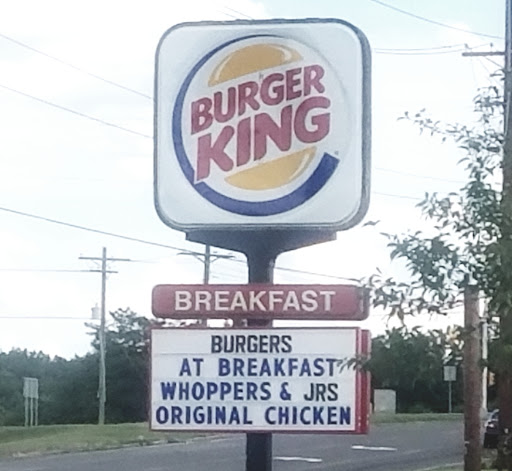 BURGER
KING
BREAKFAST
BURGERS
AT BREAKFAST
WHOPPERS & JRS
ORIGINAL CHICKEN